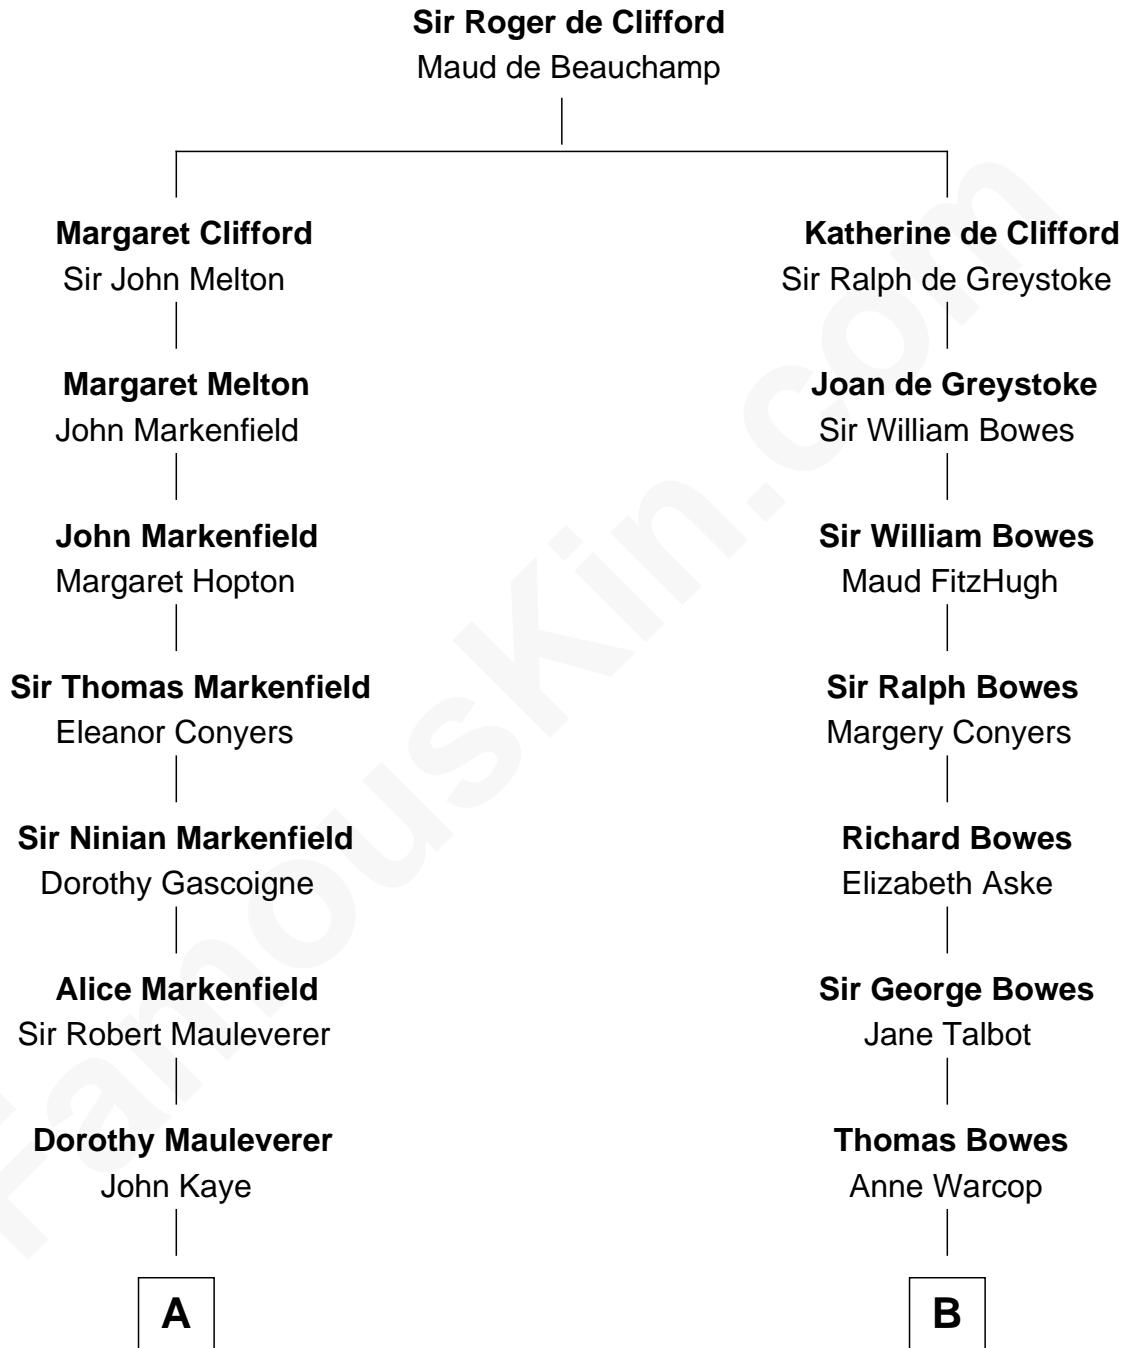 Sir Roger de Clifford
Maud de Beauchamp
Margaret Clifford
Sir John Melton
Katherine de Clifford
Sir Ralph de Greystoke
Margaret Melton
John Markenfield
Joan de Greystoke
Sir William Bowes
John Markenfield
Margaret Hopton
Sir William Bowes
Maud FitzHugh
Sir Thomas Markenfield
Eleanor Conyers
Sir Ralph Bowes
Margery Conyers
Sir Ninian Markenfield
Dorothy Gascoigne
Richard Bowes
Elizabeth Aske
Alice Markenfield
Sir Robert Mauleverer
Sir George Bowes
Jane Talbot
Dorothy Mauleverer
John Kaye
Thomas Bowes
Anne Warcop
A
B
FamousKin.com